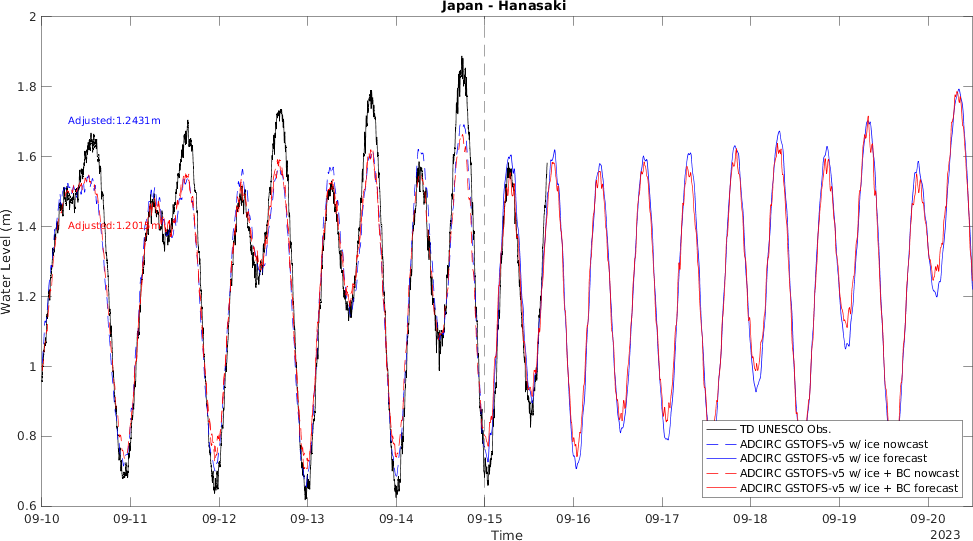 Japan - Hanasaki
Water Level (m)
2
1.8
1.6
1.4
1.2
1
0.8
0.6
Adjusted:1.2431m
Adjusted:1.201
TD UNESCO Obs.
ADCIRC GSTOFS-v5 w/ ice nowcast
ADCIRC GSTOFS-v5 w/ ice forecast
ADCIRC GSTOFS-v5 w/ ice + BC nowcast
ADCIRC GSTOFS-v5 w/ ice + BC forecast
09-10 09-11 09-12 09-13 09-14 09-15 09-16 09-17 09-18 09-19 09-20
Time
2023